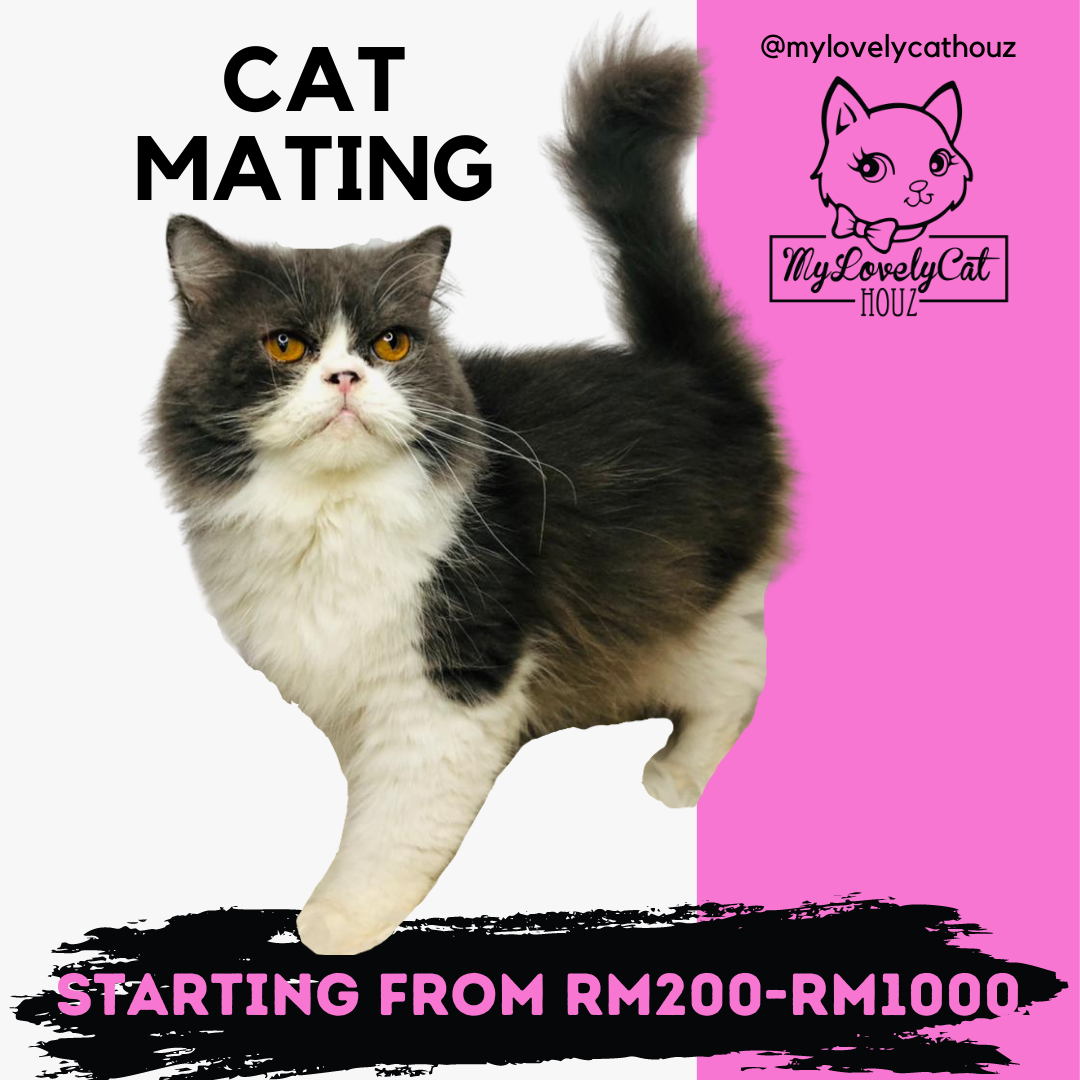 CAT
MATING
@mylovelycathouz
MyLovelyCat
HOUZ
STARTING FROM RM200-RM1000